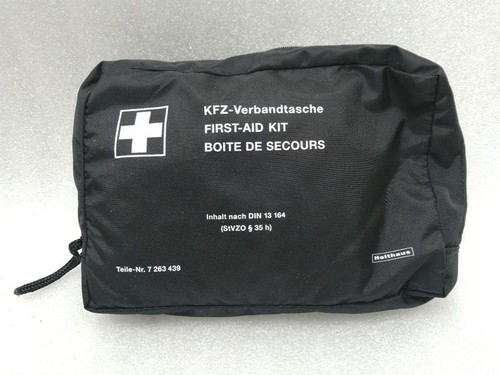 KFZ-Verbandtasche
FIRST-AID KIT
BOITE DE SECOURS
Inhalt nach DIN 13 164
(StVZO § 35 h)
Holthaus
Teile-Nr. 7 263 439